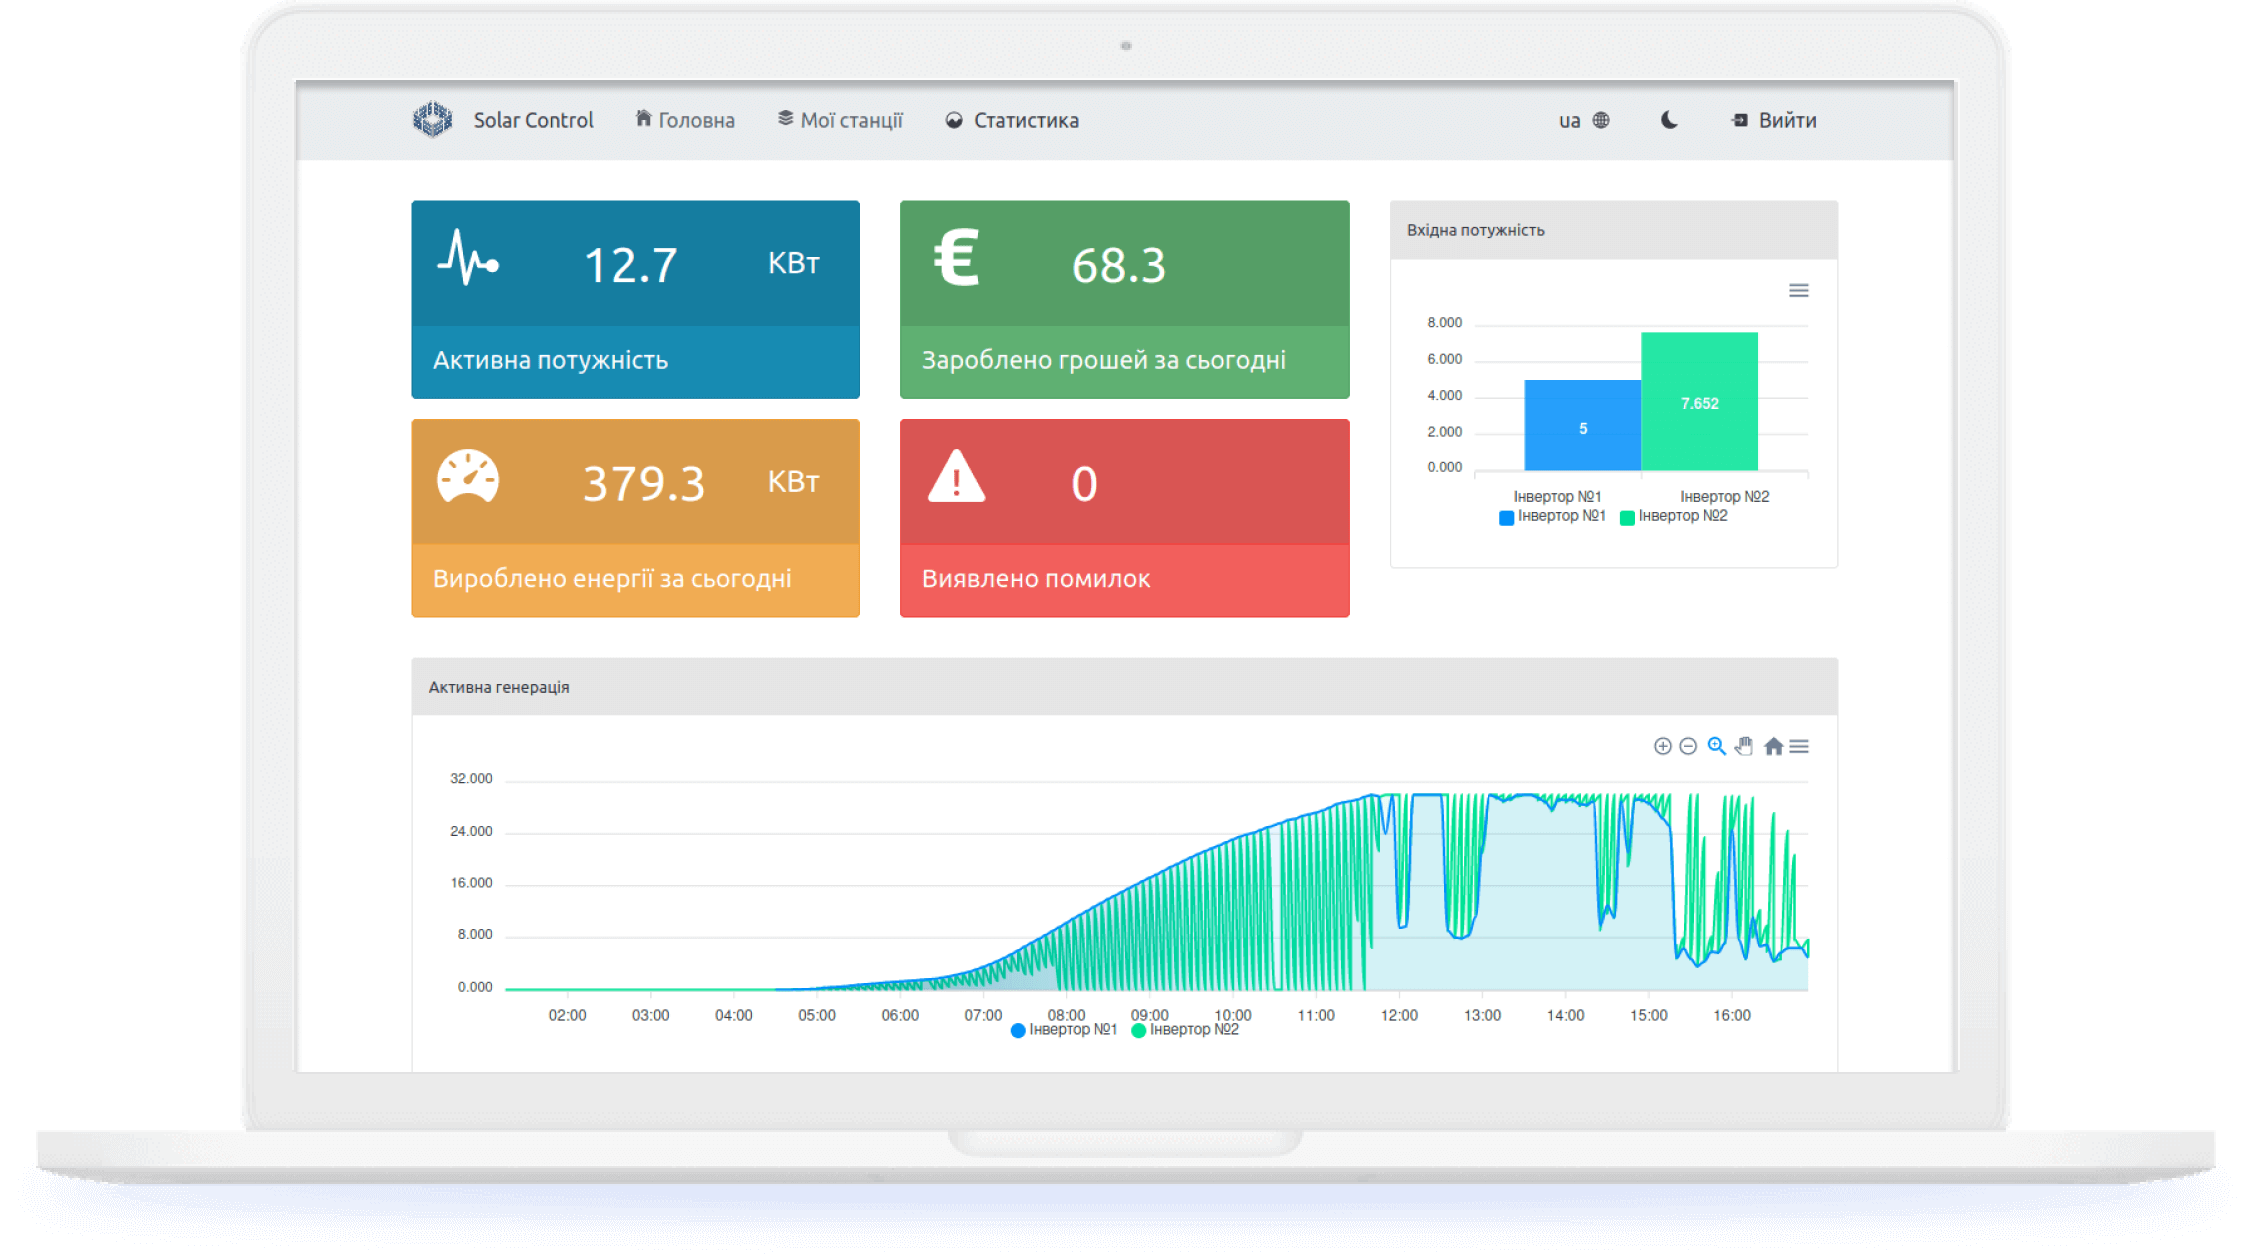 Solar Control Головна Мої станції Статистика ua Вийти
12.7 КВт
Активна потужність
€ 68.3
Зароблено грошей за сьогодні
379.3 КВт
Вироблено енергії за сьогодні
0
Виявлено помилок
Вхідна потужність
8.000
6.000
4.000
2.000
0.000
5
7.652
Інвертор №1 Інвертор №2
Інвертор №1 Інвертор №2
Активна генерація
32.000
24.000
16.000
8.000
0.000
02:00 03:00 04:00 05:00 06:00 07:00 08:00 09:00 10:00 11:00 12:00 13:00 14:00 15:00 16:00
Інвертор №1 Інвертор №2